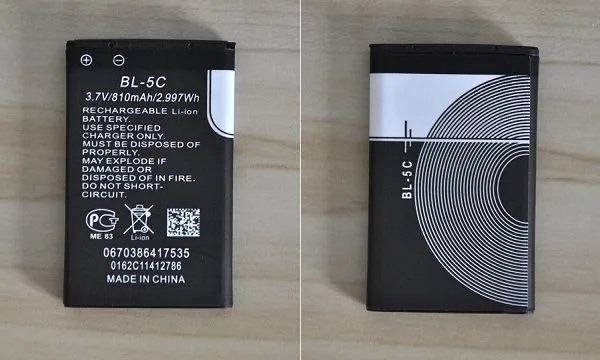 BL-5C
3.7V/810mAh/2.997Wh
RECHARGEABLE Li-ion
BATTERY.
USE SPECIFIED
CHARGER ONLY.
MUST BE DISPOSED OF
PROPERLY.
MAY EXPLODE IF
DAMAGED OR
DISPOSED OF IN FIRE.
DO NOT SHORT-
CIRCUIT.
ME 83
Li-ion
0670386417535
0162C11412786
MADE IN CHINA
BL-5C